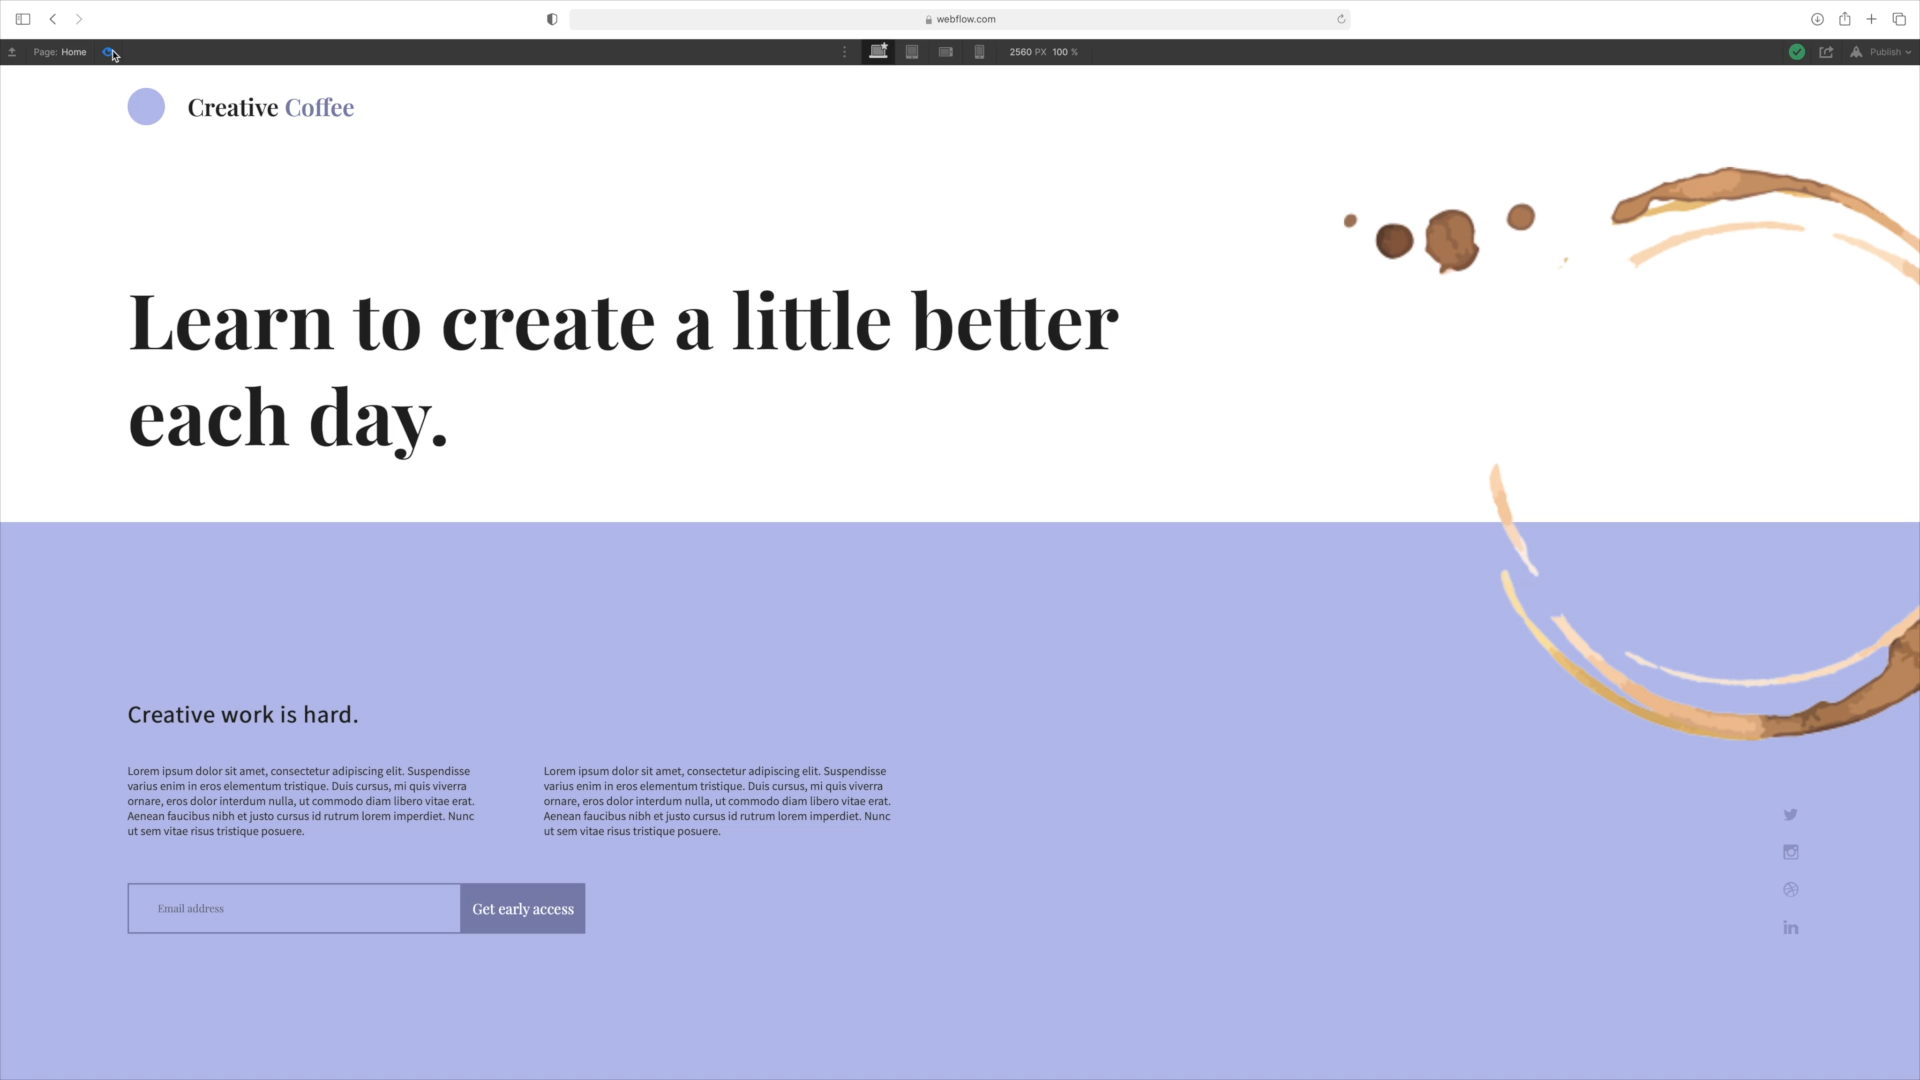 webflow.com
Page: Home
2560 PX 100 %
Publish
Creative Coffee
Learn to create a little better
each day.
Creative work is hard.
Lorem ipsum dolor sit amet, consectetur adipiscing elit. Suspendisse
varius enim in eros elementum tristique. Duis cursus, mi quis viverra
ornare, eros dolor interdum nulla, ut commodo diam libero vitae erat.
Aenean faucibus nibh et justo cursus id rutrum lorem imperdiet. Nunc
ut sem vitae risus tristique posuere.
Lorem ipsum dolor sit amet, consectetur adipiscing elit. Suspendisse
varius enim in eros elementum tristique. Duis cursus, mi quis viverra
ornare, eros dolor interdum nulla, ut commodo diam libero vitae erat.
Aenean faucibus nibh et justo cursus id rutrum lorem imperdiet. Nunc
ut sem vitae risus tristique posuere.
Email address
Get early access
in